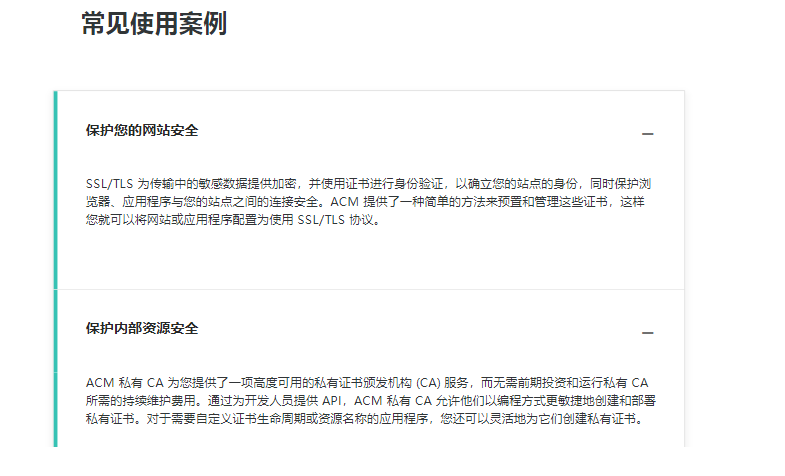 常见使用案例
保护您的网站安全
SSL/TLS 为传输中的敏感数据提供加密，并使用证书进行身份验证，以确立您的站点的身份，同时保护浏
览器、应用程序与您的站点之间的连接安全。ACM 提供了一种简单的方法来预置和管理这些证书，这样
您就可以将网站或应用程序配置为使用 SSL/TLS 协议。
保护内部资源安全
ACM 私有 CA 为您提供了一项高度可用的私有证书颁发机构 (CA) 服务，而无需前期投资和运行私有 CA
所需的持续维护费用。通过为开发人员提供 API，ACM 私有 CA 允许他们以编程方式更敏捷地创建和部署
私有证书。对于需要自定义证书生命周期或资源名称的应用程序，您还可以灵活地为它们创建私有证书。